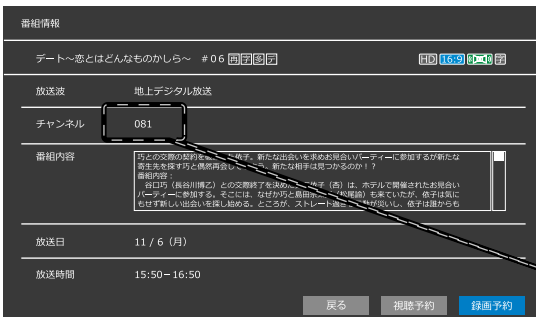 番組情報
デート～恋とはどんなものかしら～ #06 再字多デ HD 16:9 字
放送波 地上デジタル放送
チャンネル 081
番組内容
巧との交際の契約を 依子。新たな出会いを求めお見合いパーティーに参加するが新たな
寄生先を探す巧と偶然再会し 。新たな相手は見つかるのか！？
番組内容：
谷口巧（長谷川博己）との交際終了を決め 依子（杏）は、ホテルで開催されたお見合い
パーティーに参加する。そこには、なぜか巧と島田宗 （松尾諭）も来ていたが、依子は気に
もせず新しい出会いを探し始める。ところが、ストレート過ぎ 動が災いし、依子は誰からも
放送日 11 / 6（月）
放送時間 15:50－16:50
戻る 視聴予約 録画予約